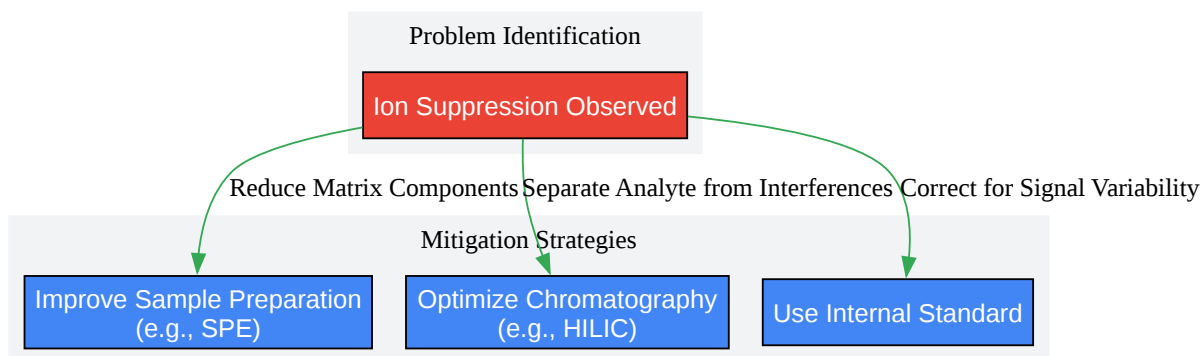 Problem Identification
Ion Suppression Observed
Reduce Matrix Components
Separate Analyte from Interferences
Correct for Signal Variability
Mitigation Strategies
Improve Sample Preparation
(e.g., SPE)
Optimize Chromatography
(e.g., HILIC)
Use Internal Standard